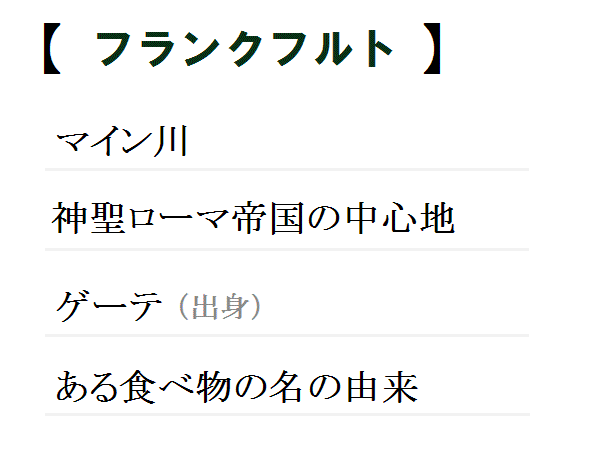 【 フランクフルト 】
マイン川
神聖ローマ帝国の中心地
ゲーテ（出身）
ある食べ物の名の由来